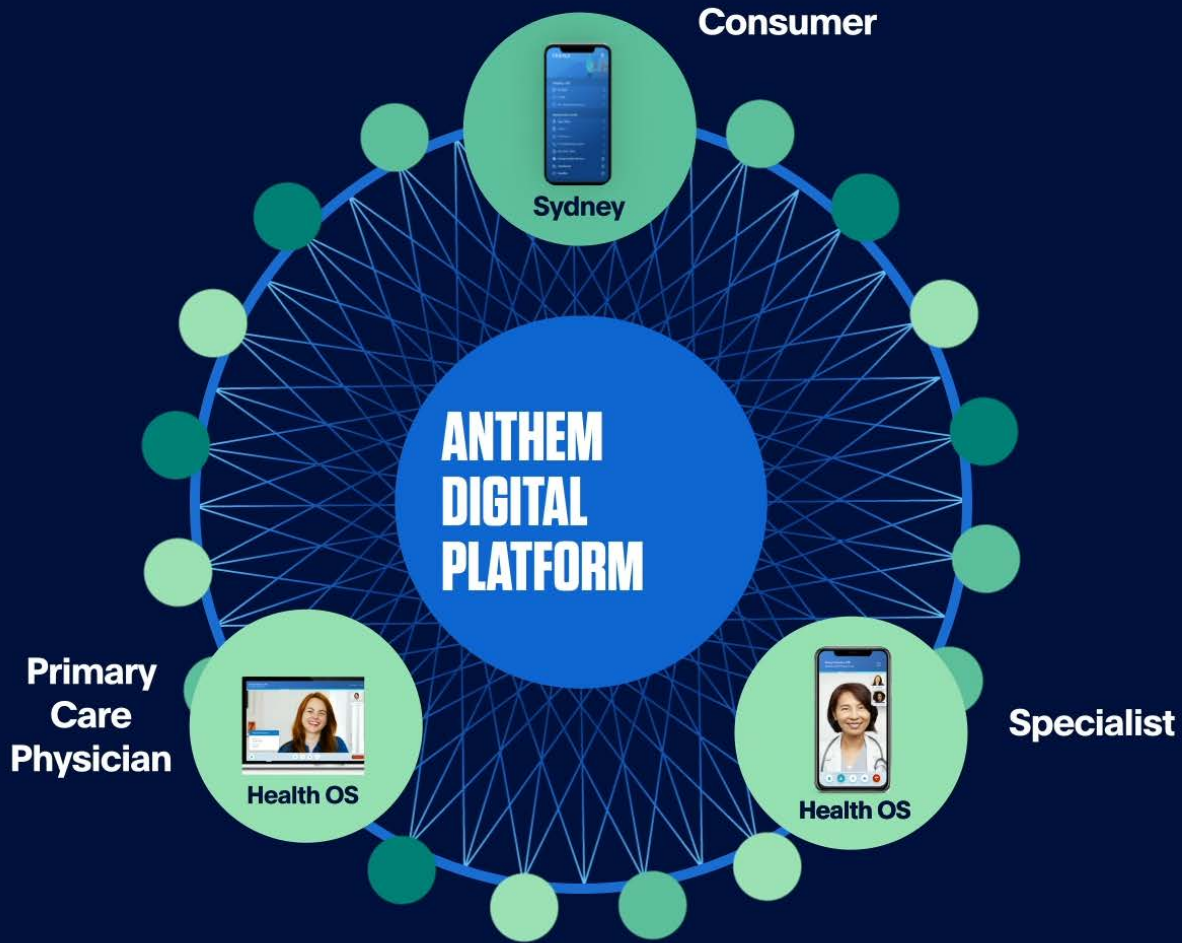 Consumer
Sydney
ANTHEM
DIGITAL
PLATFORM
Primary
Care
Physician
Health OS
Specialist
Health OS